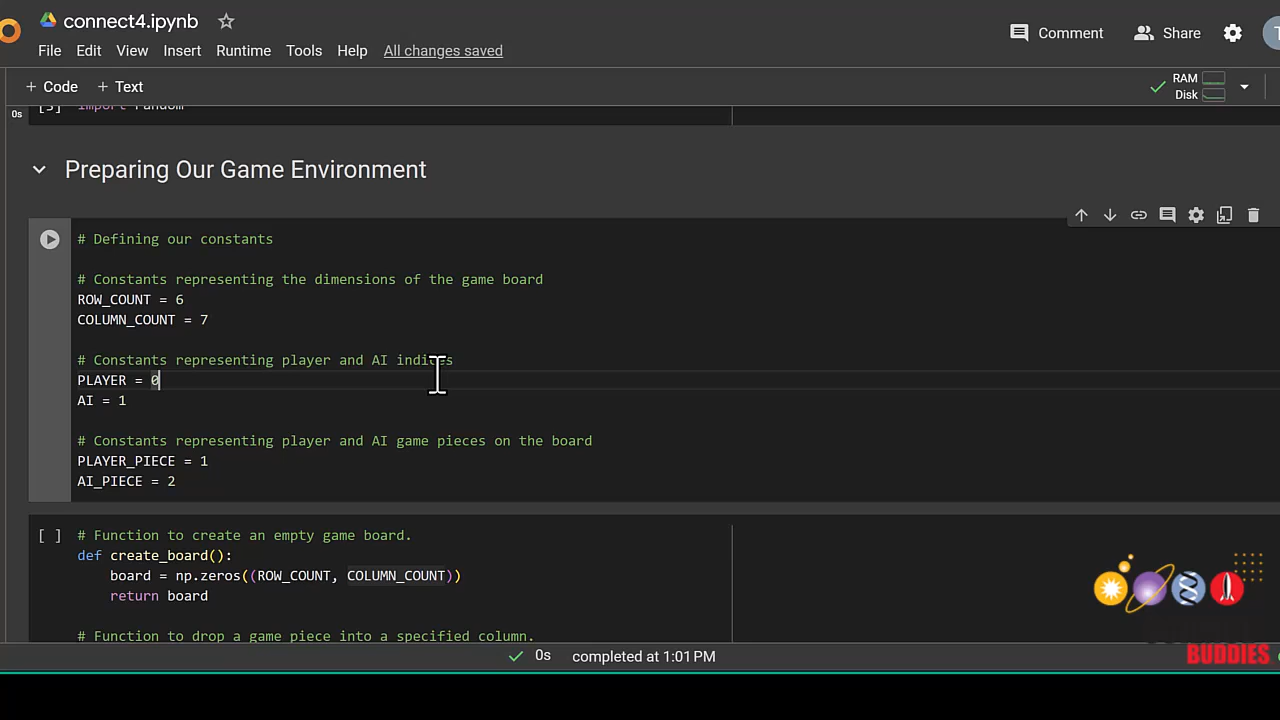 connect4.ipynb
File Edit View Insert Runtime Tools Help All changes saved
Comment Share
+ Code + Text
RAM
Disk
0s
[3] import random
Preparing Our Game Environment
# Defining our constants
# Constants representing the dimensions of the game board
ROW_COUNT = 6
COLUMN_COUNT = 7
# Constants representing player and AI indices
PLAYER = 0
AI = 1
# Constants representing player and AI game pieces on the board
PLAYER_PIECE = 1
AI_PIECE = 2
[ ] # Function to create an empty game board.
def create_board():
board = np.zeros((ROW_COUNT, COLUMN_COUNT))
return board
# Function to drop a game piece into a specified column.
BUDDIES
0s completed at 1:01 PM